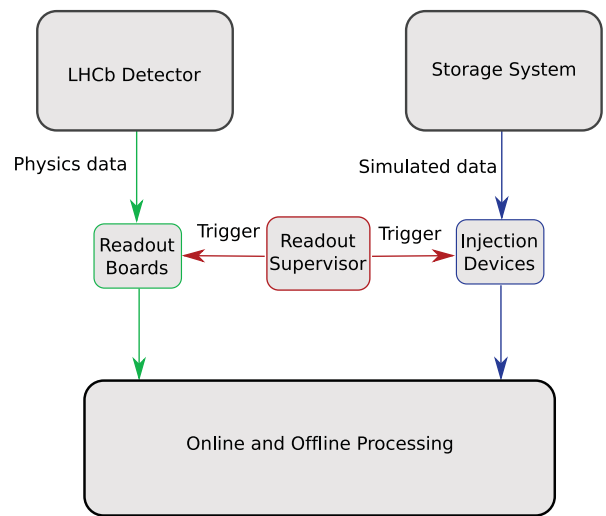 LHCb Detector
Storage System
Physics data
Simulated data
Trigger
Trigger
Readout
Boards
Readout
Supervisor
Injection
Devices
Online and Offline Processing